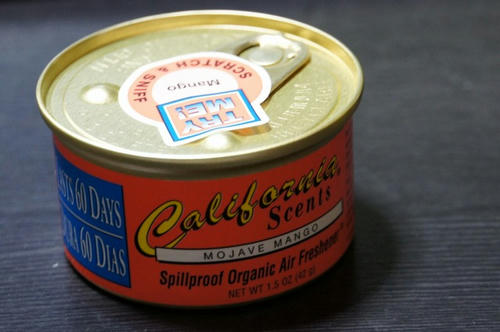 SCRATCH & SNIFF
Mango
TRY
ME!
LASTS 60 DAYS
DURA 60 DIAS
California
Scents
MOJAVE MANGO
Spillproof Organic Air Freshener
NET WT 1.5 OZ (42 g)